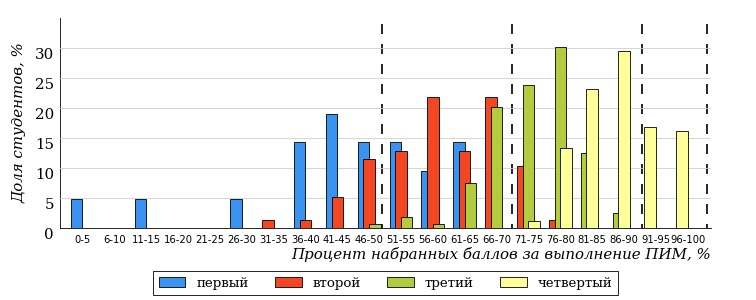 Доля студентов, %
30
25
20
15
10
5
0
0-5 6-10 11-15 16-20 21-25 26-30 31-35 36-40 41-45 46-50 51-55 56-60 61-65 66-70 71-75 76-80 81-85 86-90 91-95 96-100
Процент набранных баллов за выполнение ПИМ, %
первый второй третий четвертый